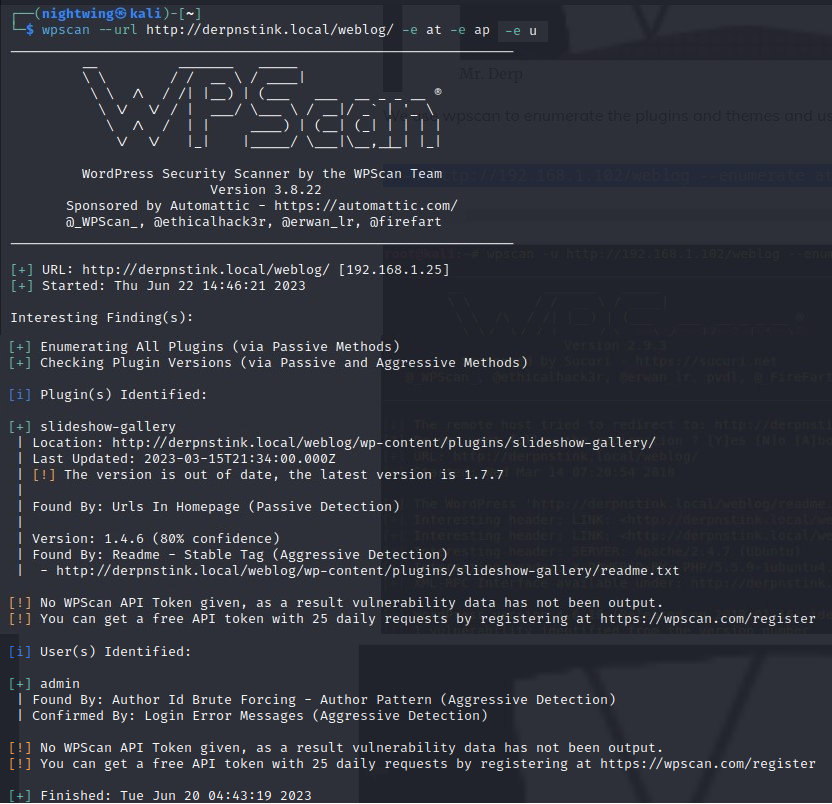 ┌──(nightwing㉿kali)-[~]
└─$ wpscan --url http://derpnstink.local/weblog/ -e at -e ap -e u
WPScan ®
Mr. Derp
WordPress Security Scanner by the WPScan Team
Version 3.8.22
Sponsored by Automattic - https://automattic.com/
@_WPScan_, @ethicalhack3r, @erwan_lr, @firefart
[+] URL: http://derpnstink.local/weblog/ [192.168.1.25]
[+] Started: Thu Jun 22 14:46:21 2023
Interesting Finding(s):
[+] Enumerating All Plugins (via Passive Methods)
[+] Checking Plugin Versions (via Passive and Aggressive Methods)
[i] Plugin(s) Identified:
[+] slideshow-gallery
| Location: http://derpnstink.local/weblog/wp-content/plugins/slideshow-gallery/
| Last Updated: 2023-03-15T21:34:00.000Z
| [!] The version is out of date, the latest version is 1.7.7
|
| Found By: Urls In Homepage (Passive Detection)
|
| Version: 1.4.6 (80% confidence)
| Found By: Readme - Stable Tag (Aggressive Detection)
|  - http://derpnstink.local/weblog/wp-content/plugins/slideshow-gallery/readme.txt
[!] No WPScan API Token given, as a result vulnerability data has not been output.
[!] You can get a free API token with 25 daily requests by registering at https://wpscan.com/register
[i] User(s) Identified:
[+] admin
| Found By: Author Id Brute Forcing - Author Pattern (Aggressive Detection)
| Confirmed By: Login Error Messages (Aggressive Detection)
[!] No WPScan API Token given, as a result vulnerability data has not been output.
[!] You can get a free API token with 25 daily requests by registering at https://wpscan.com/register
[+] Finished: Tue Jun 20 04:43:19 2023